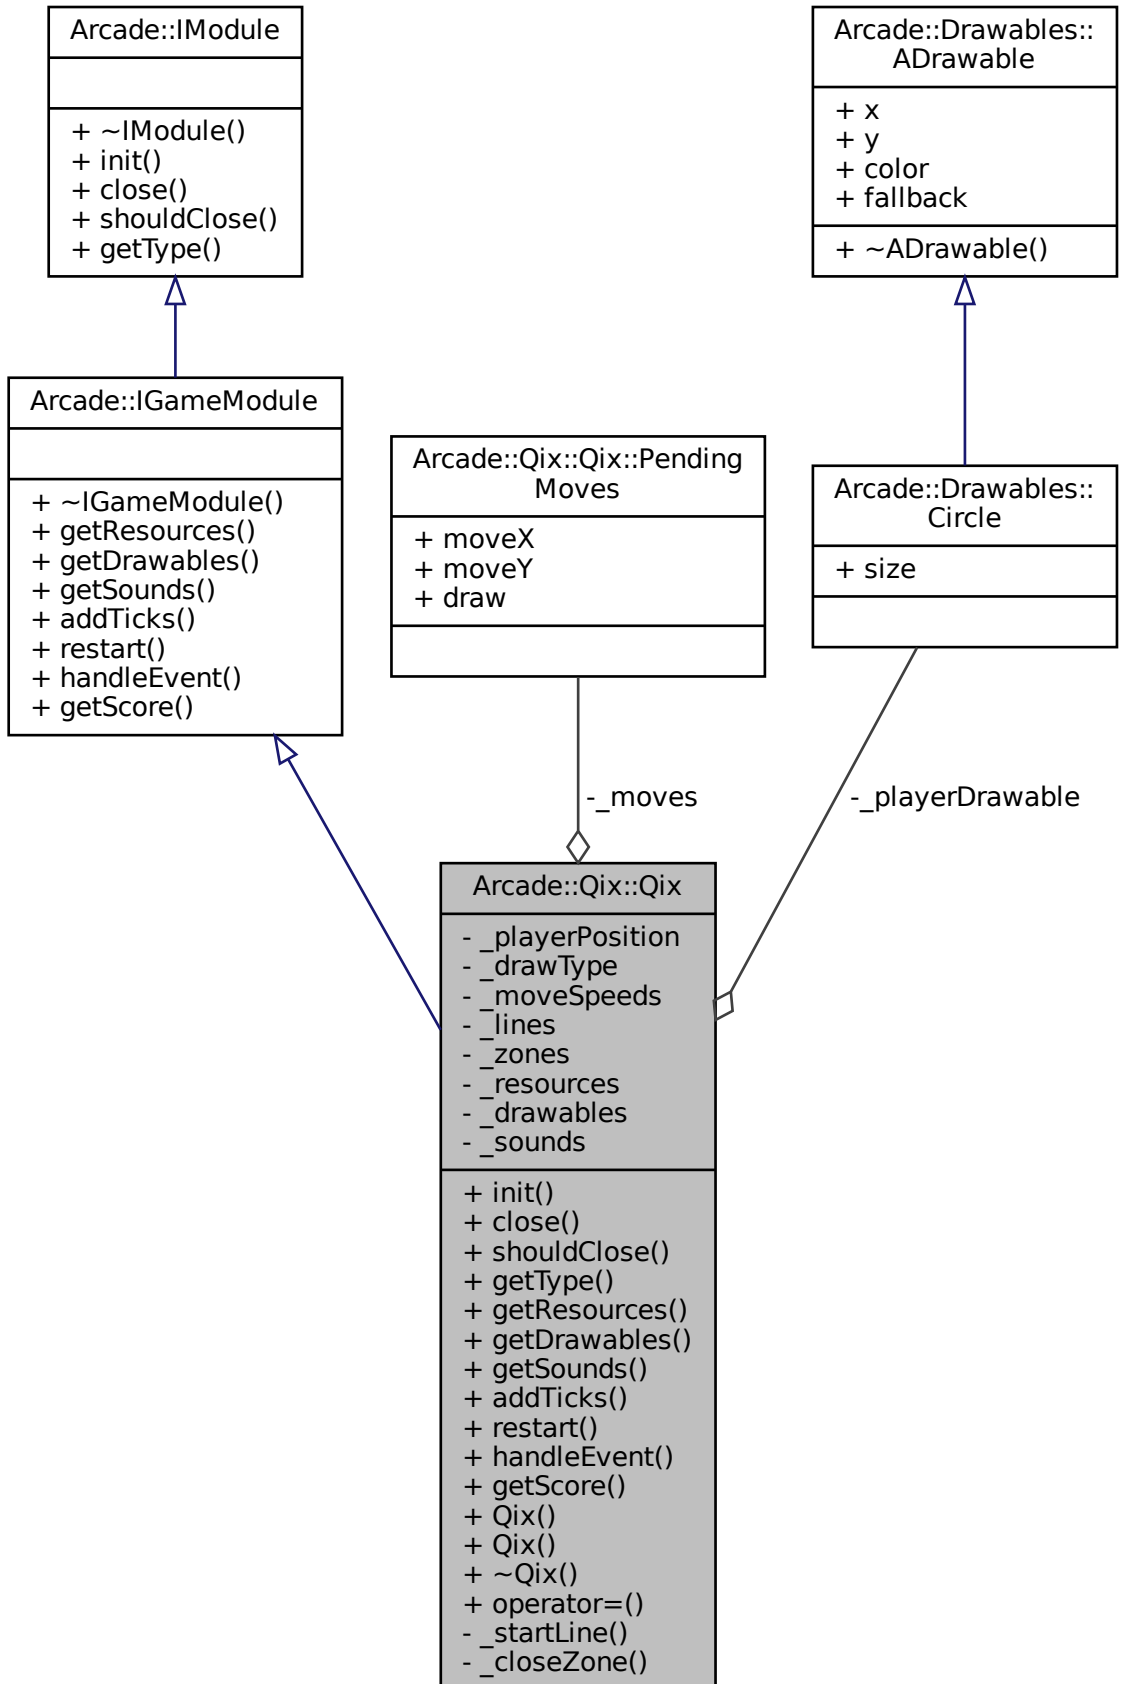 Arcade::IModule
+ ~IModule()
+ init()
+ close()
+ shouldClose()
+ getType()
Arcade::Drawables::
ADrawable
+ x
+ y
+ color
+ fallback
+ ~ADrawable()
Arcade::IGameModule
+ ~IGameModule()
+ getResources()
+ getDrawables()
+ getSounds()
+ addTicks()
+ restart()
+ handleEvent()
+ getScore()
Arcade::Qix::Qix::Pending
Moves
+ moveX
+ moveY
+ draw
Arcade::Drawables::
Circle
+ size
-_moves
-_playerDrawable
Arcade::Qix::Qix
- _playerPosition
- _drawType
- _moveSpeeds
- _lines
- _zones
- _resources
- _drawables
- _sounds
+ init()
+ close()
+ shouldClose()
+ getType()
+ getResources()
+ getDrawables()
+ getSounds()
+ addTicks()
+ restart()
+ handleEvent()
+ getScore()
+ Qix()
+ Qix()
+ ~Qix()
+ operator=()
- _startLine()
- _closeZone()